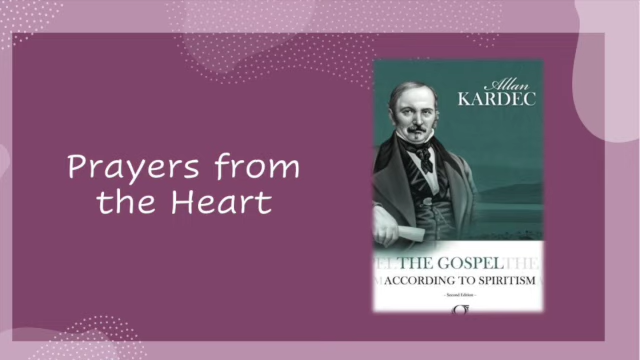 Prayers from
the Heart
Allan
KARDEC
THE GOSPEL
ACCORDING TO SPIRITISM
- Second Edition -